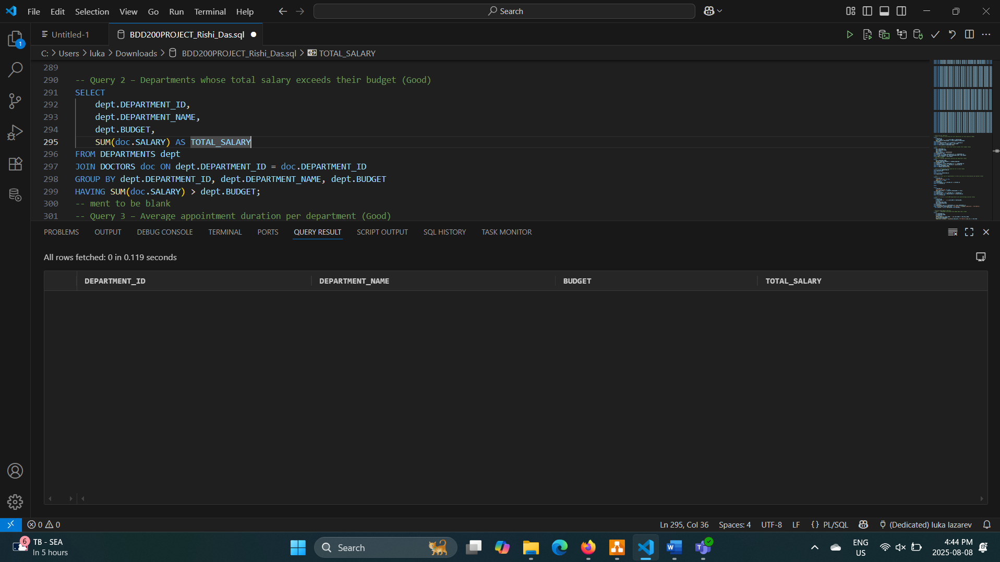 File Edit Selection View Go Run Terminal Help Search
Untitled-1 BDD200PROJECT_Rishi_Das.sql
1
C: > Users > luka > Downloads > BDD200PROJECT_Rishi_Das.sql > TOTAL_SALARY
289
290 -- Query 2 – Departments whose total salary exceeds their budget (Good)
291 SELECT
292 dept.DEPARTMENT_ID,
293 dept.DEPARTMENT_NAME,
294 dept.BUDGET,
295 SUM(doc.SALARY) AS TOTAL_SALARY
296 FROM DEPARTMENTS dept
297 JOIN DOCTORS doc ON dept.DEPARTMENT_ID = doc.DEPARTMENT_ID
298 GROUP BY dept.DEPARTMENT_ID, dept.DEPARTMENT_NAME, dept.BUDGET
299 HAVING SUM(doc.SALARY) > dept.BUDGET;
300 -- ment to be blank
301 -- Query 3 – Average appointment duration per department (Good)
PROBLEMS OUTPUT DEBUG CONSOLE TERMINAL PORTS QUERY RESULT SCRIPT OUTPUT SQL HISTORY TASK MONITOR
All rows fetched: 0 in 0.119 seconds
DEPARTMENT_ID DEPARTMENT_NAME BUDGET TOTAL_SALARY
0 0 Ln 295, Col 36 Spaces: 4 UTF-8 LF {} PL/SQL (Dedicated) luka lazarev
6 TB - SEA
In 5 hours
Search
ENG
US
4:44 PM
2025-08-08